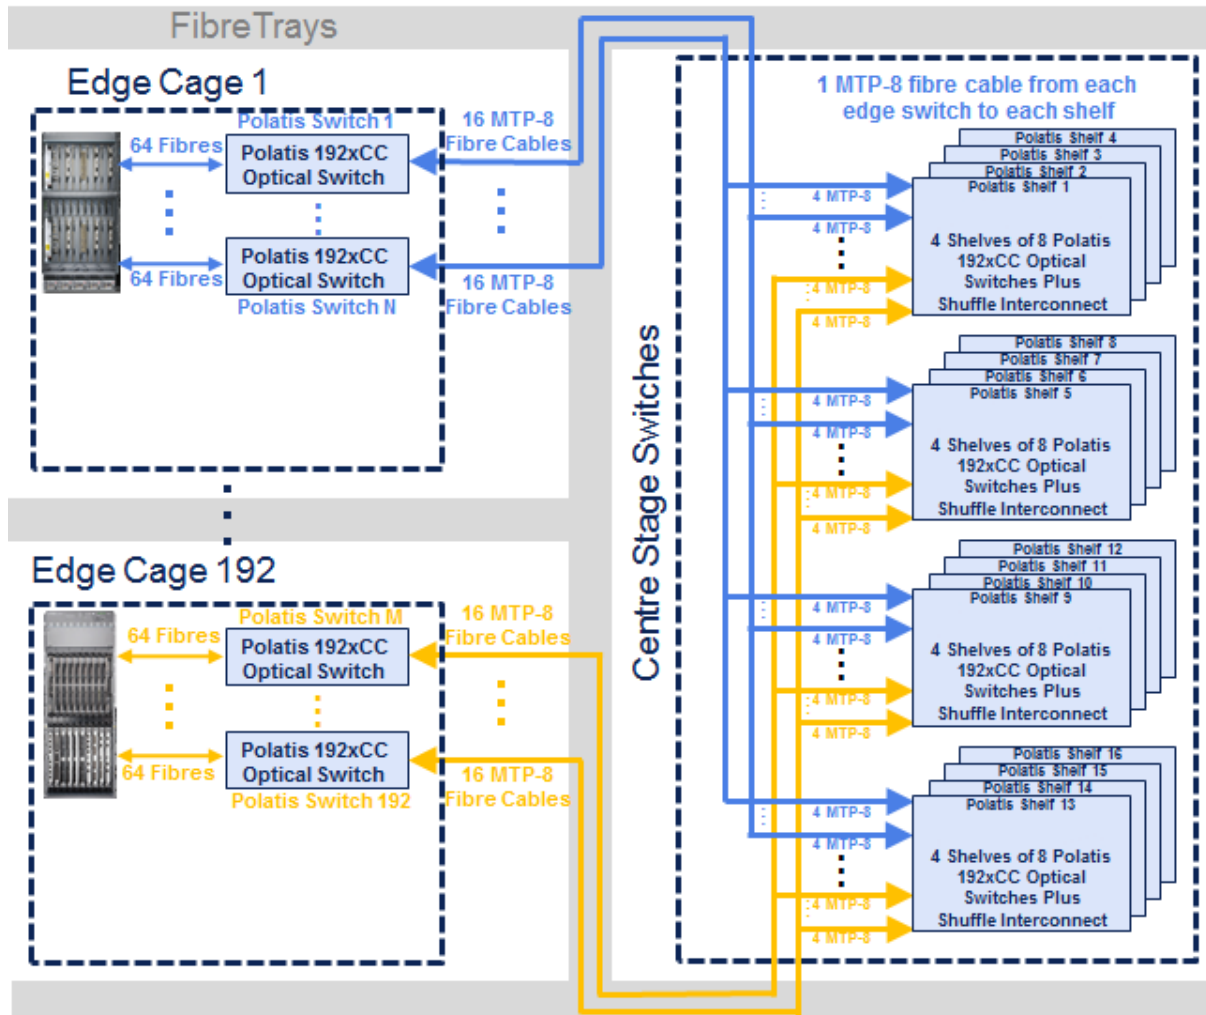 FibreTrays
Edge Cage 1
Polatis Switch 1
64 Fibres
Polatis 192xCC
Optical Switch
16 MTP-8
Fibre Cables
64 Fibres
Polatis 192xCC
Optical Switch
Polatis Switch N
16 MTP-8
Fibre Cables
Edge Cage 192
Polatis Switch M
64 Fibres
Polatis 192xCC
Optical Switch
16 MTP-8
Fibre Cables
64 Fibres
Polatis 192xCC
Optical Switch
Polatis Switch 192
16 MTP-8
Fibre Cables
Centre Stage Switches
1 MTP-8 fibre cable from each
edge switch to each shelf
Polatis Shelf 4
Polatis Shelf 3
Polatis Shelf 2
Polatis Shelf 1
4 MTP-8
4 MTP-8
4 MTP-8
4 MTP-8
4 Shelves of 8 Polatis
192xCC Optical
Switches Plus
Shuffle Interconnect
Polatis Shelf 8
Polatis Shelf 7
Polatis Shelf 6
Polatis Shelf 5
4 MTP-8
4 MTP-8
4 MTP-8
4 MTP-8
4 Shelves of 8 Polatis
192xCC Optical
Switches Plus
Shuffle Interconnect
Polatis Shelf 12
Polatis Shelf 11
Polatis Shelf 10
Polatis Shelf 9
4 MTP-8
4 MTP-8
4 MTP-8
4 MTP-8
4 Shelves of 8 Polatis
192xCC Optical
Switches Plus
Shuffle Interconnect
Polatis Shelf 16
Polatis Shelf 15
Polatis Shelf 14
Polatis Shelf 13
4 MTP-8
4 MTP-8
4 MTP-8
4 MTP-8
4 Shelves of 8 Polatis
192xCC Optical
Switches Plus
Shuffle Interconnect